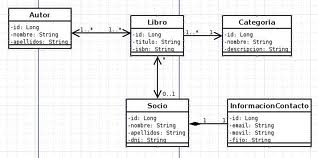 Autor
-id: Long
-nombre: String
-apellidos: String
1..*
1..*
Libro
-id: Long
-titulo: String
-isbn: String
1..*
1
Categoria
-id: Long
-nombre: String
-descripcion: String
*
0..1
Socio
-id: Long
-nombre: String
-apellidos: String
-dni: String
1
1
InformacionContacto
-id: Long
-email: String
-movil: String
-fijo: String